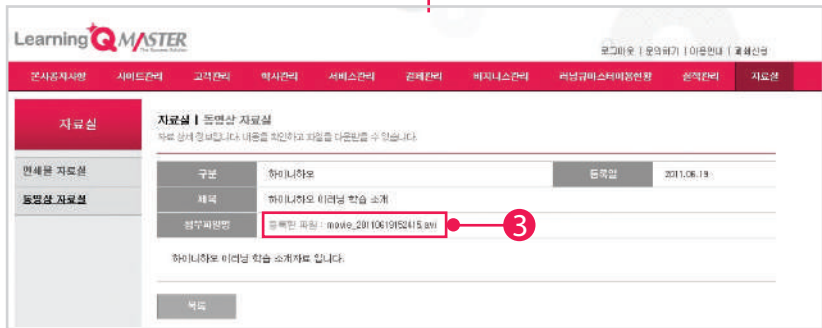 Learning Q MASTER
로그아웃 | 문의하기 | 이용안내 |
본사공지사항 사이트관리 고객관리 학사관리 서비스관리 결제관리 비지니스관리 러닝큐마스터이용현황 실적관리 자료실
자료실
자료실 | 동영상 자료실
자료 상세 정보입니다. 내용을 확인하고 파일을 다운받을 수 있습니다.
인쇄물 자료실
동영상 자료실
구분 하이니하오 등록일 2011.06.19
제목 하이니하오 이러닝 학습 소개
첨부파일명 등록된 파일 : movie_20110619152415.avi
3
하이니하오 이러닝 학습 소개자료 입니다.
목록